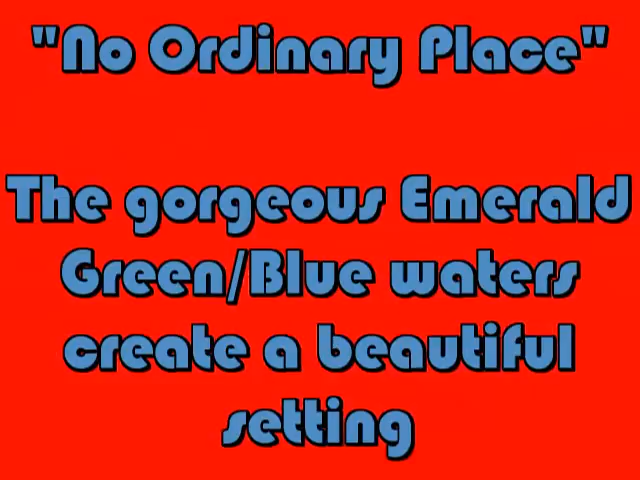 "No Ordinary Place"
The gorgeous Emerald
Green/Blue waters
create a beautiful
setting